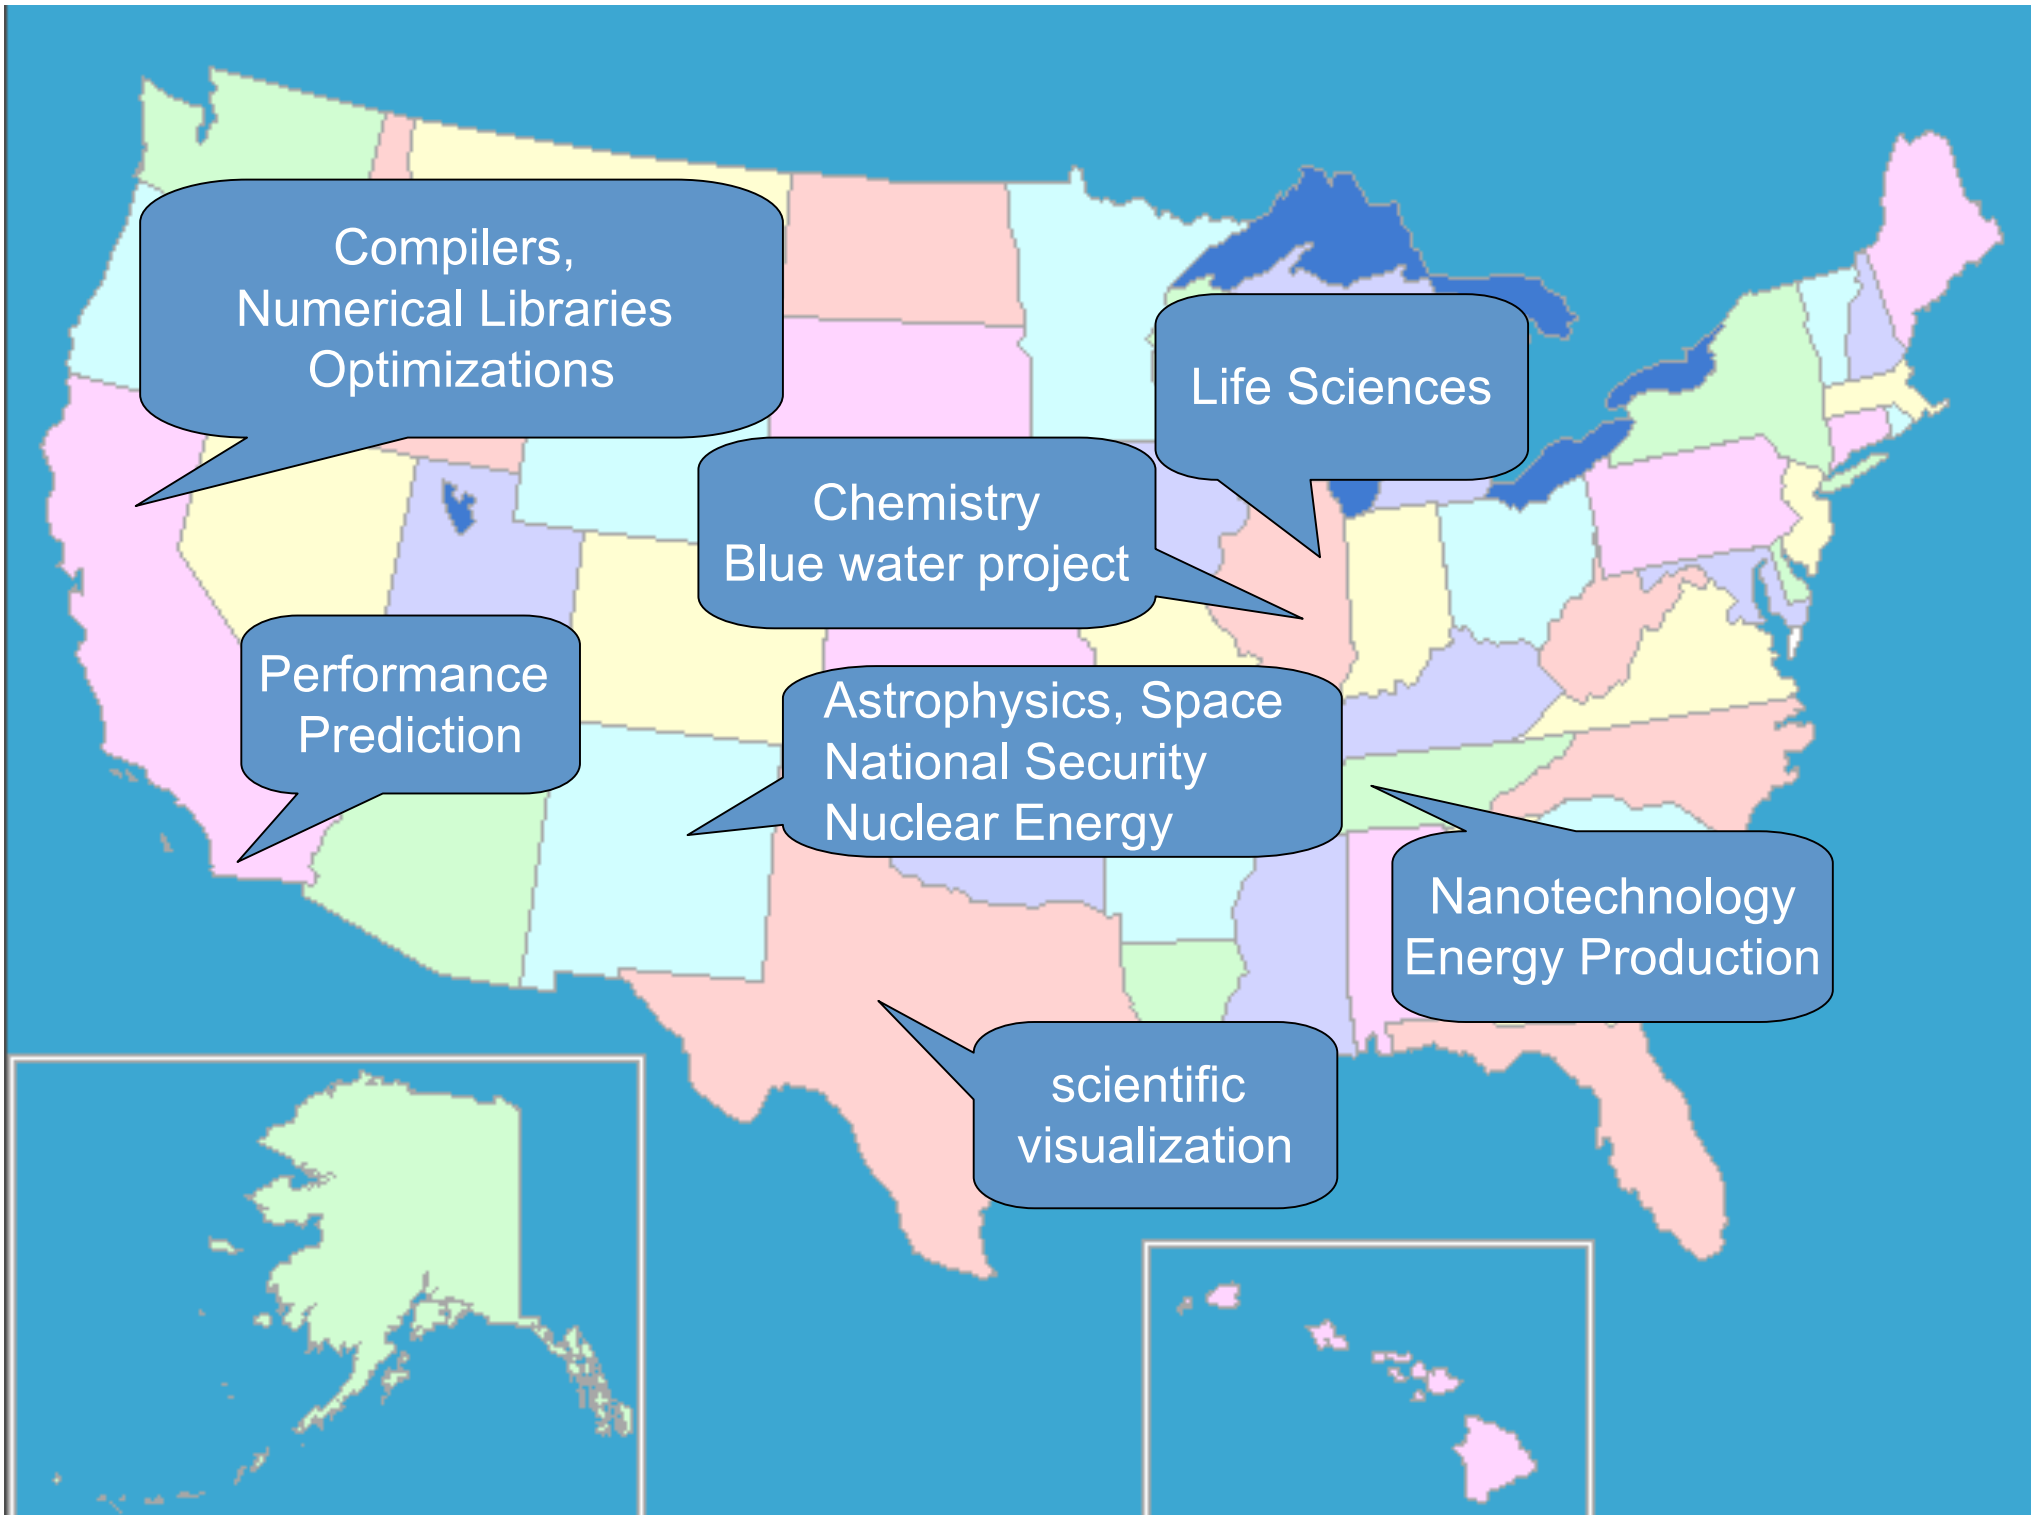 Compilers,
Numerical Libraries
Optimizations
Life Sciences
Chemistry
Blue water project
Performance
Prediction
Astrophysics, Space
National Security
Nuclear Energy
Nanotechnology
Energy Production
scientific
visualization